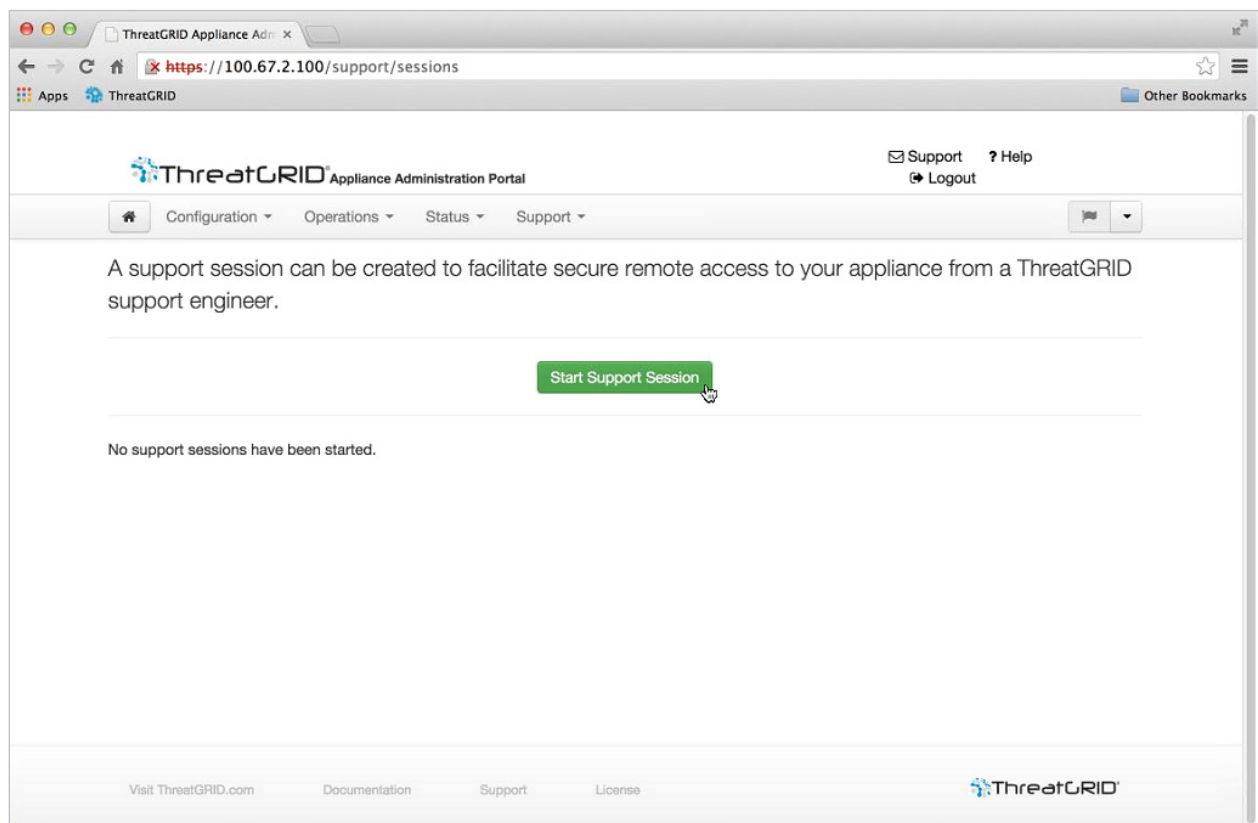 ThreatGRID Appliance Adm
https://100.67.2.100/support/sessions
Apps ThreatGRID Other Bookmarks
ThreatGRID Appliance Administration Portal
Support ? Help
Logout
Configuration Operations Status Support
A support session can be created to facilitate secure remote access to your appliance from a ThreatGRID
support engineer.
Start Support Session
No support sessions have been started.
Visit ThreatGRID.com Documentation Support License ThreatGRID